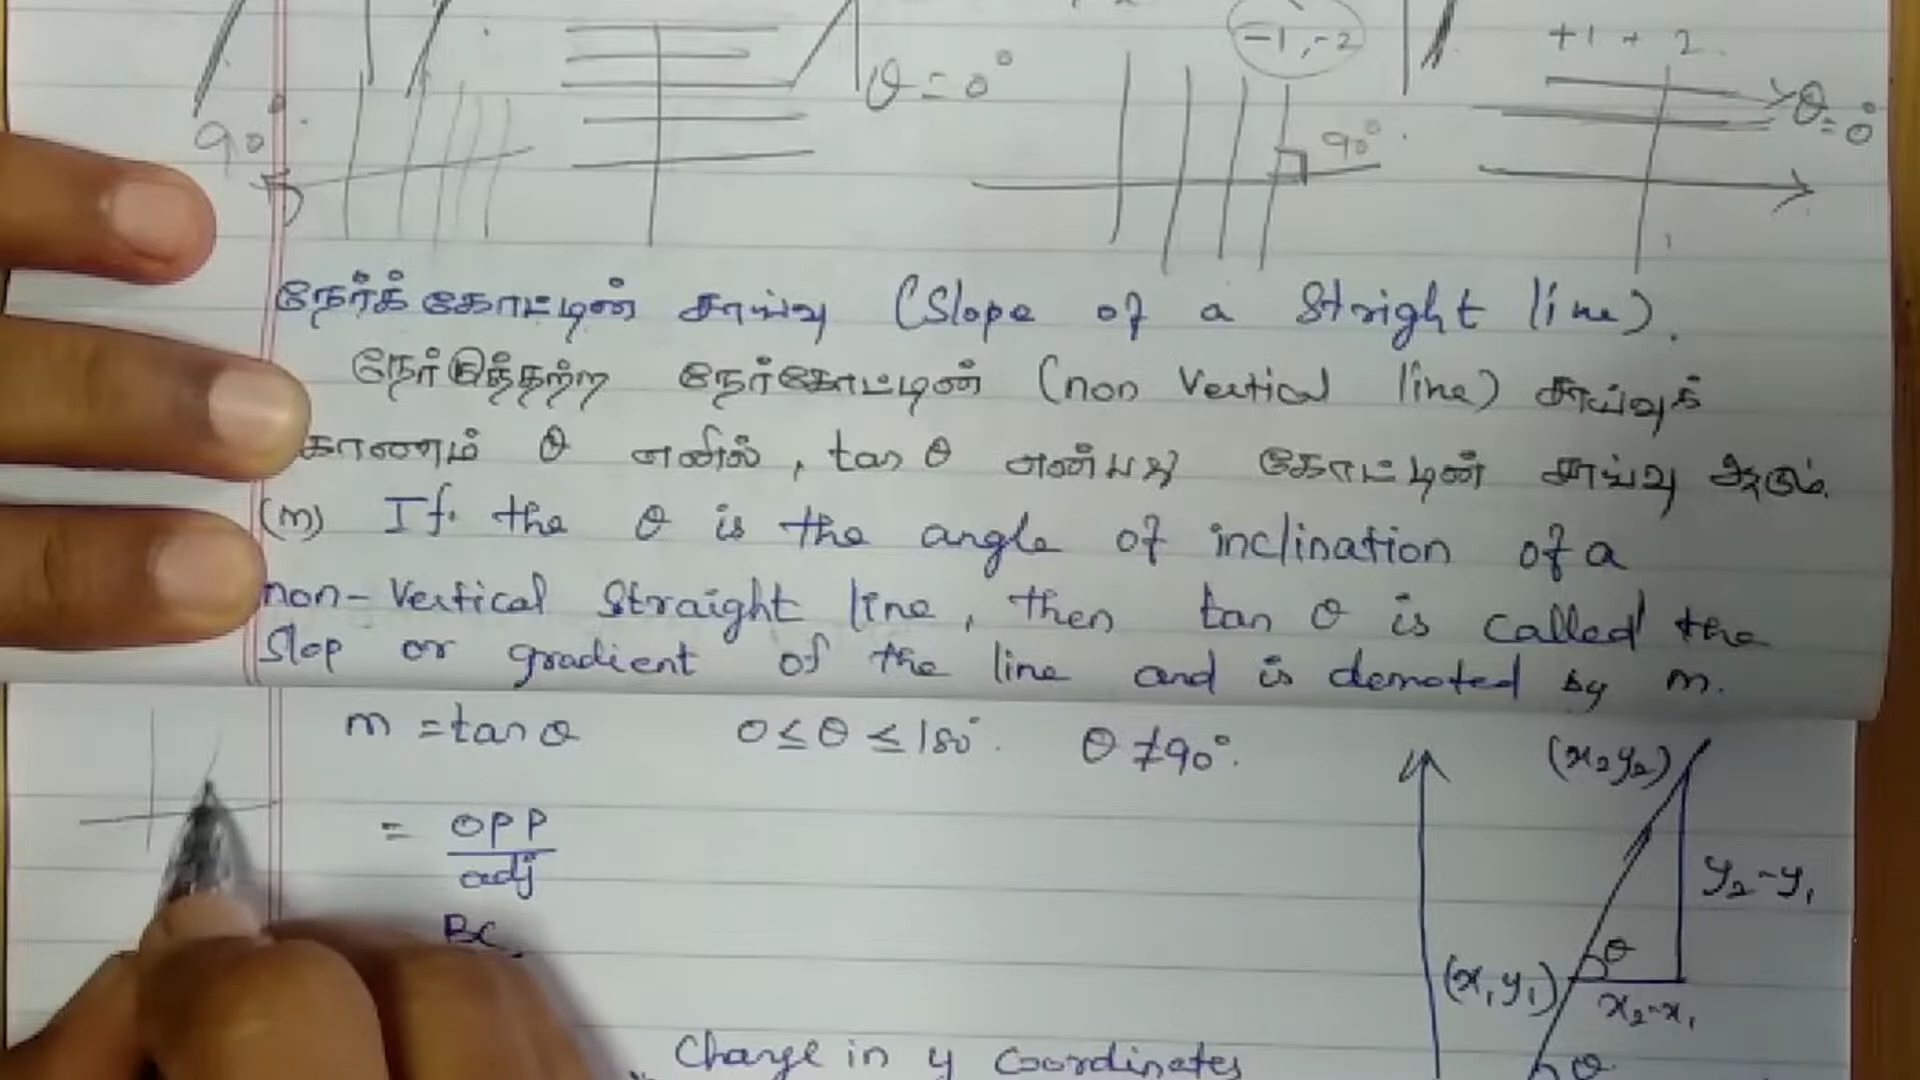 -1, -2
+1 + 2
90°
θ = 0°
90°
θ = 0°
நேர்க் கோட்டின் சாய்வு (Slope of a Stright line).
நேர்குத்தற்ற நேர்கோட்டின் (non Vertical line) சாய்வுக்
காணம் θ எனில், tan θ என்பது கோட்டின் சாய்வு ஆகும்.
(m) If the θ is the angle of inclination of a
non-Vertical Straight line, then tan θ is called the
Slop or gradient of the line and is demoted by m.
m = tan θ 0 ≤ θ ≤ 180°. θ ≠ 90°.
(x2 y2)
= opp
adj
y2-y1
BC
θ
(x1 y1)
x2-x1
Change in y coordinates
θ